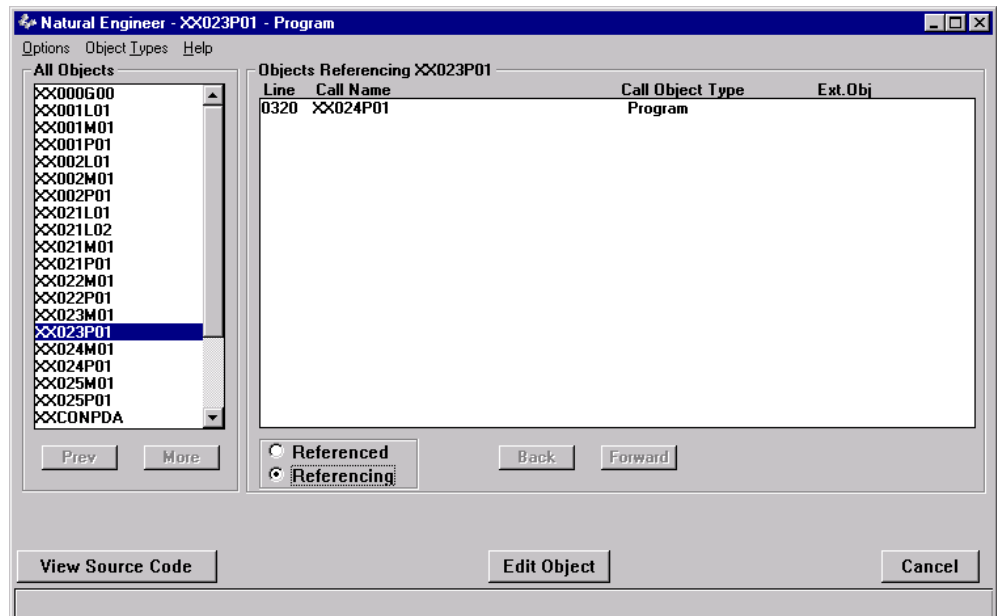 Natural Engineer - XX023P01 - Program
Options Object Types Help
All Objects
XX000G00
XX001L01
XX001M01
XX001P01
XX002L01
XX002M01
XX002P01
XX021L01
XX021L02
XX021M01
XX021P01
XX022M01
XX022P01
XX023M01
XX023P01
XX024M01
XX024P01
XX025M01
XX025P01
XXCONPDA
Prev More
Objects Referencing XX023P01
Line Call Name Call Object Type Ext.Obj
0320 XX024P01 Program
Referenced
Referencing
Back Forward
View Source Code Edit Object Cancel